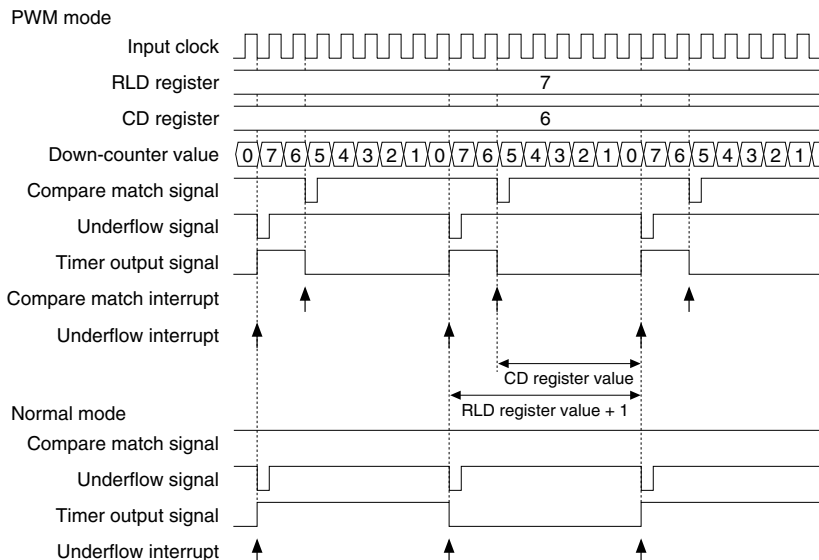 PWM mode
Input clock
RLD register 7
CD register 6
Down-counter value 0 7 6 5 4 3 2 1 0 7 6 5 4 3 2 1 0 7 6 5 4 3 2 1
Compare match signal
Underflow signal
Timer output signal
Compare match interrupt
Underflow interrupt
CD register value
RLD register value + 1
Normal mode
Compare match signal
Underflow signal
Timer output signal
Underflow interrupt